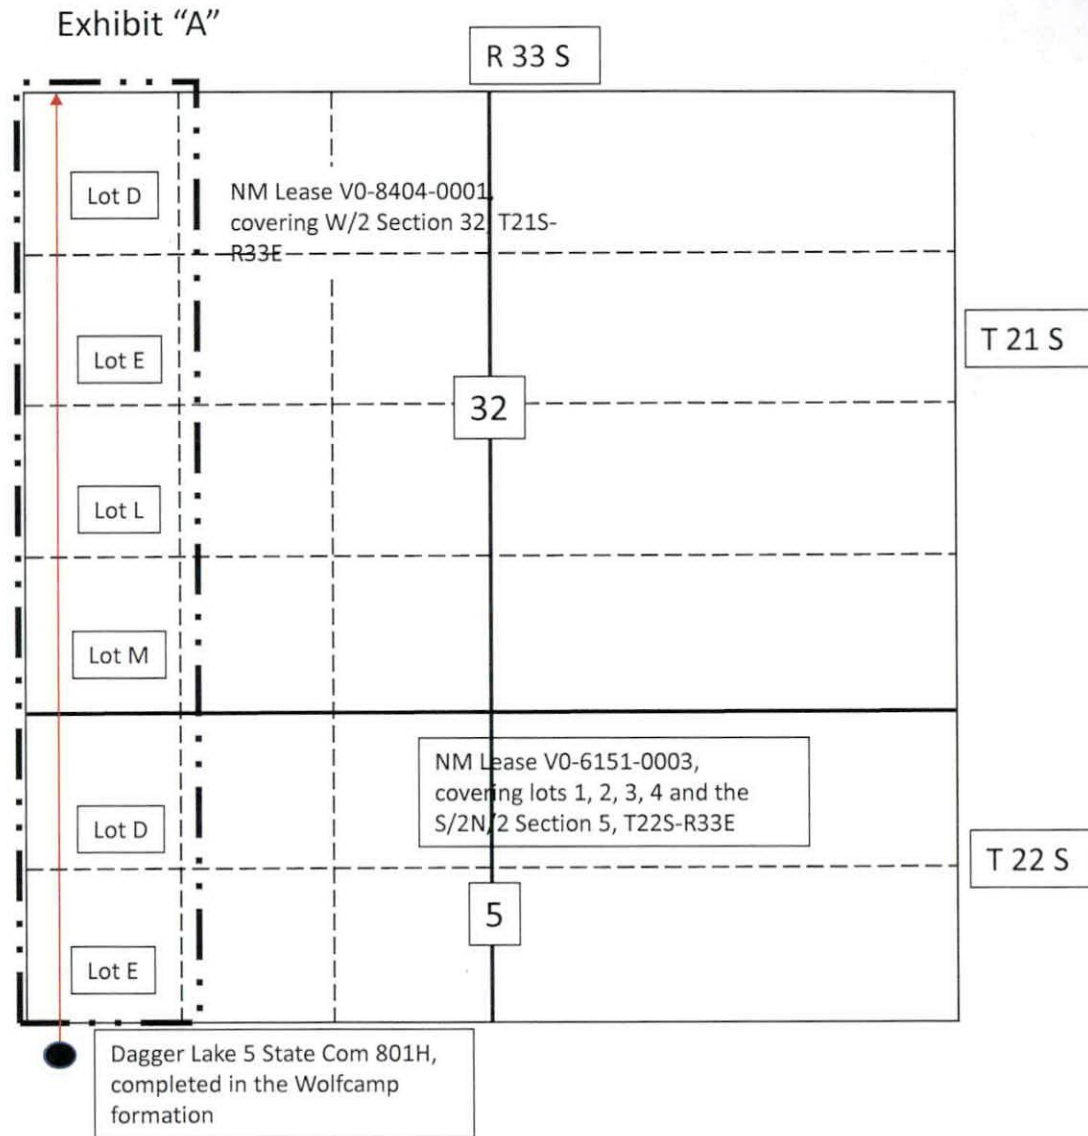 Exhibit “A”
R 33 S
Lot D
NM Lease V0-8404-0001,
covering W/2 Section 32, T21S-
R33E
T 21 S
Lot E
32
Lot L
Lot M
NM Lease V0-6151-0003,
covering lots 1, 2, 3, 4 and the
S/2N/2 Section 5, T22S-R33E
Lot D
T 22 S
5
Lot E
Dagger Lake 5 State Com 801H,
completed in the Wolfcamp
formation